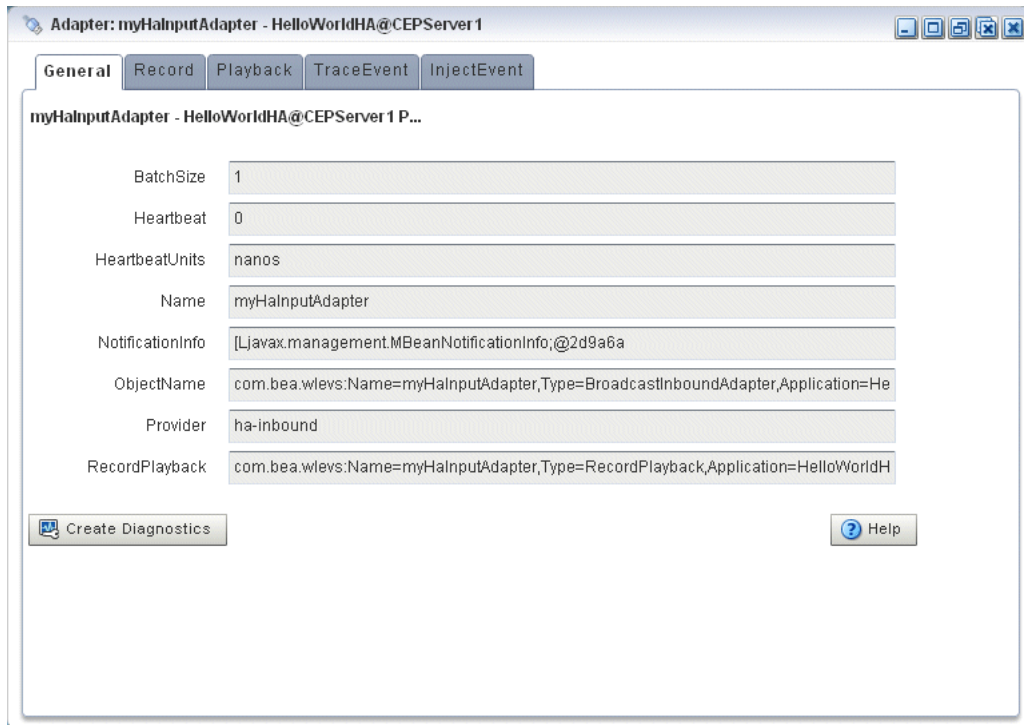 Adapter: myHaInputAdapter - HelloWorldHA@CEPServer1
General Record Playback TraceEvent InjectEvent
myHaInputAdapter - HelloWorldHA@CEPServer1 P...
BatchSize 1
Heartbeat 0
HeartbeatUnits nanos
Name myHaInputAdapter
NotificationInfo [Ljavax.management.MBeanNotificationInfo;@2d9a6a
ObjectName com.bea.wlevs:Name=myHaInputAdapter,Type=BroadcastInboundAdapter,Application=He
Provider ha-inbound
RecordPlayback com.bea.wlevs:Name=myHaInputAdapter,Type=RecordPlayback,Application=HelloWorldH
Create Diagnostics Help